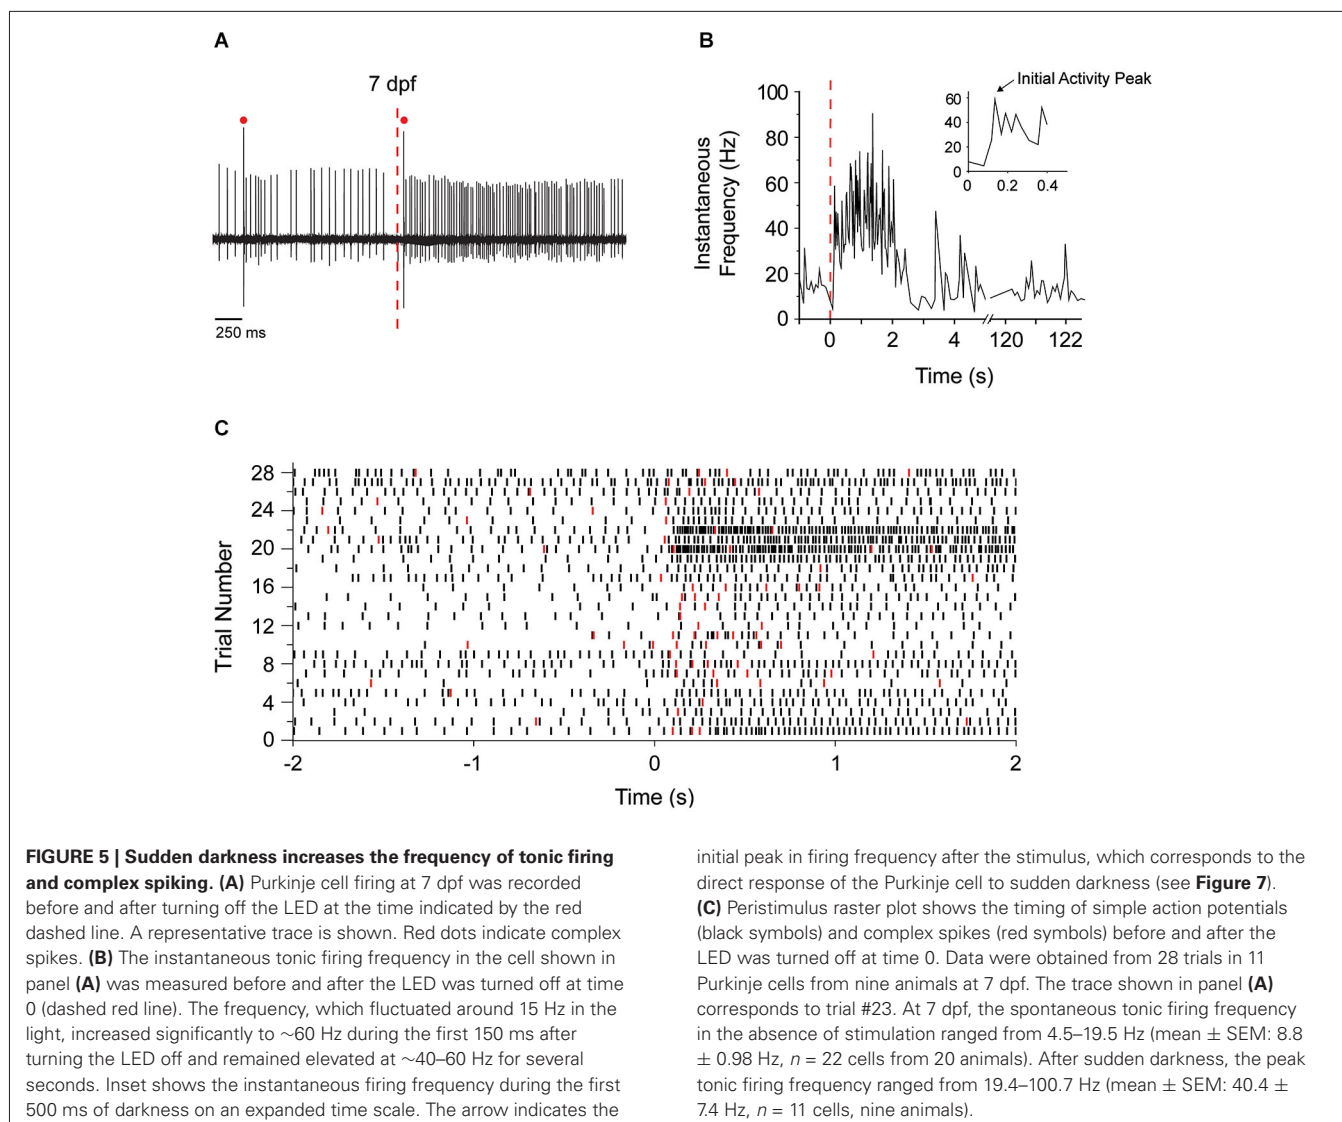 A
7 dpf
250 ms
B
Initial Activity Peak
100
80
60
40
20
0
Instantaneous
Frequency (Hz)
60
40
20
0
0 0.2 0.4
0 2 4 120 122
Time (s)
C
28
24
20
16
12
8
4
0
Trial Number
-2 -1 0 1 2
Time (s)
FIGURE 5 | Sudden darkness increases the frequency of tonic firing
and complex spiking. (A) Purkinje cell firing at 7 dpf was recorded
before and after turning off the LED at the time indicated by the red
dashed line. A representative trace is shown. Red dots indicate complex
spikes. (B) The instantaneous tonic firing frequency in the cell shown in
panel (A) was measured before and after the LED was turned off at time
0 (dashed red line). The frequency, which fluctuated around 15 Hz in the
light, increased significantly to ∼60 Hz during the first 150 ms after
turning the LED off and remained elevated at ∼40–60 Hz for several
seconds. Inset shows the instantaneous firing frequency during the first
500 ms of darkness on an expanded time scale. The arrow indicates the
initial peak in firing frequency after the stimulus, which corresponds to the
direct response of the Purkinje cell to sudden darkness (see Figure 7).
(C) Peristimulus raster plot shows the timing of simple action potentials
(black symbols) and complex spikes (red symbols) before and after the
LED was turned off at time 0. Data were obtained from 28 trials in 11
Purkinje cells from nine animals at 7 dpf. The trace shown in panel (A)
corresponds to trial #23. At 7 dpf, the spontaneous tonic firing frequency
in the absence of stimulation ranged from 4.5–19.5 Hz (mean ± SEM: 8.8
± 0.98 Hz, n = 22 cells from 20 animals). After sudden darkness, the peak
tonic firing frequency ranged from 19.4–100.7 Hz (mean ± SEM: 40.4 ±
7.4 Hz, n = 11 cells, nine animals).